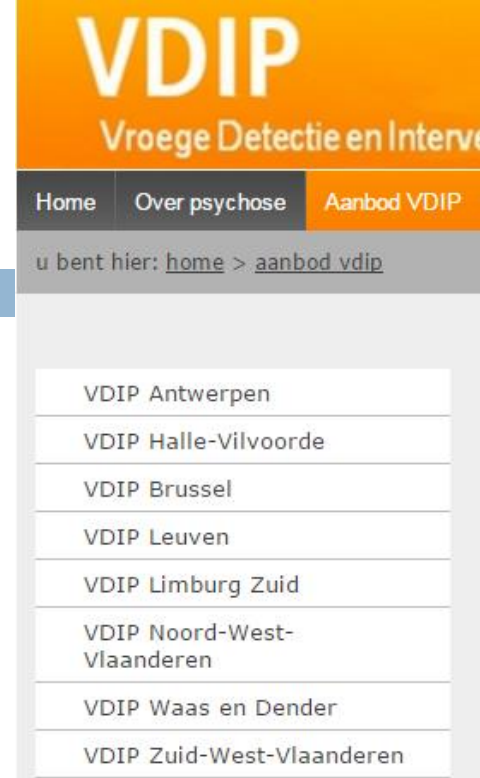 VDIP
Vroege Detectie en Interve
Home Over psychose Aanbod VDIP
u bent hier: home > aanbod vdip
VDIP Antwerpen
VDIP Halle-Vilvoorde
VDIP Brussel
VDIP Leuven
VDIP Limburg Zuid
VDIP Noord-West-
Vlaanderen
VDIP Waas en Dender
VDIP Zuid-West-Vlaanderen